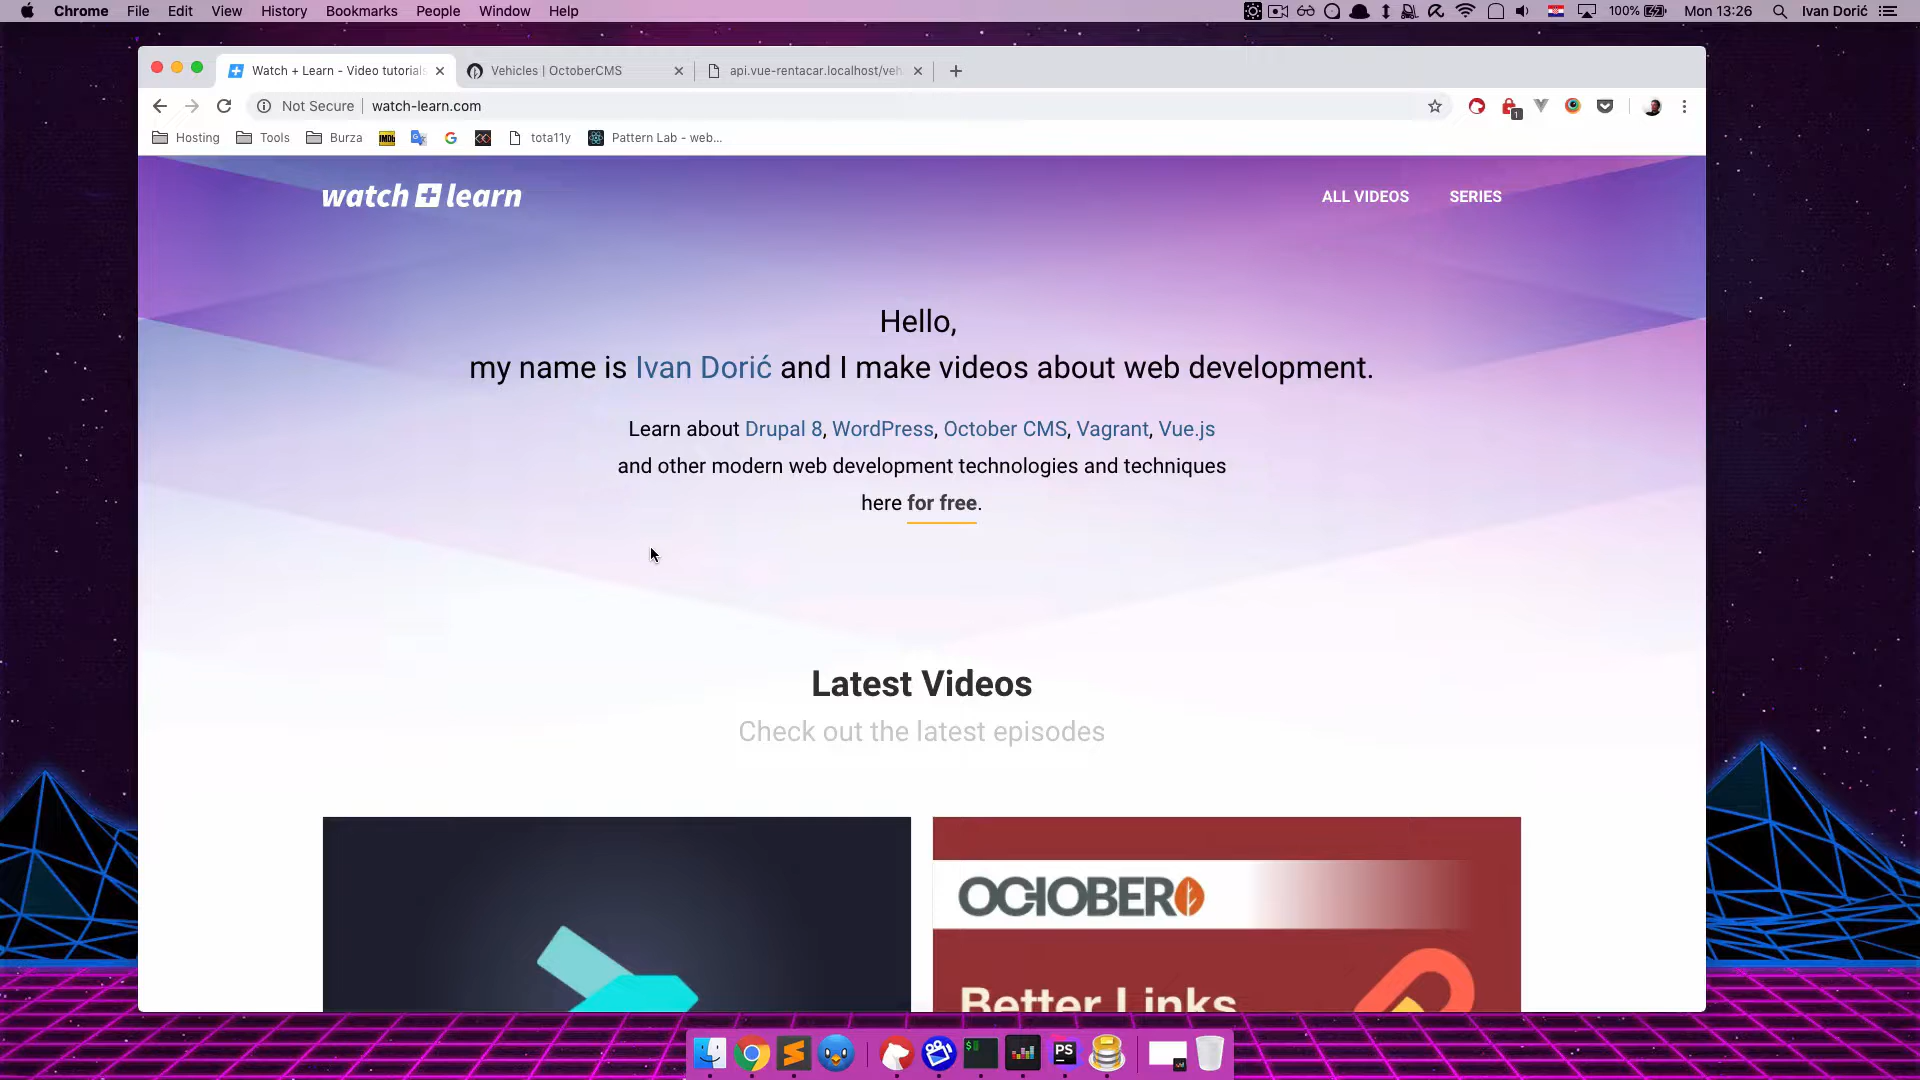 Chrome File Edit View History Bookmarks People Window Help 100% Mon 13:26 Ivan Dorić
Watch + Learn - Video tutorials Vehicles | OctoberCMS api.vue-rentacar.localhost/veh
Not Secure watch-learn.com 1
Hosting Tools Burza IMDb tota11y Pattern Lab - web...
watch + learn ALL VIDEOS SERIES
Hello,
my name is Ivan Dorić and I make videos about web development.
Learn about Drupal 8, WordPress, October CMS, Vagrant, Vue.js
and other modern web development technologies and techniques
here for free.
Latest Videos
Check out the latest episodes
OCTOBER
Better Links
PS